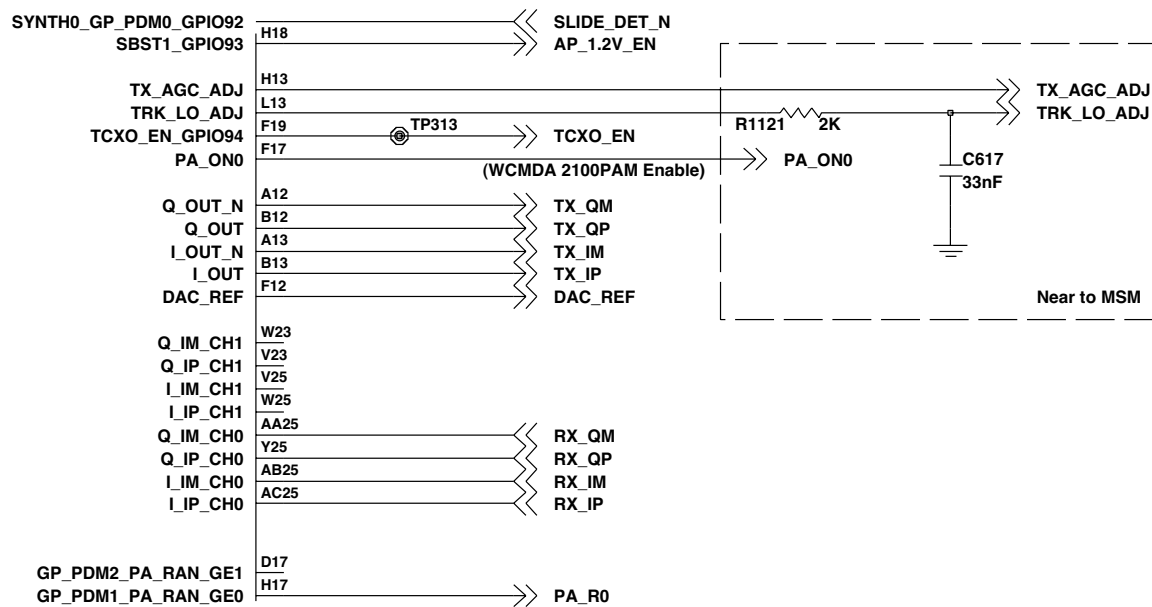 SYNTH0_GP_PDM0_GPIO92 SLIDE_DET_N
SBST1_GPIO93 H18 AP_1.2V_EN
TX_AGC_ADJ H13 TX_AGC_ADJ
TRK_LO_ADJ L13 R1121 2K TRK_LO_ADJ
TCXO_EN_GPIO94 F19 TP313 TCXO_EN
PA_ON0 F17 (WCMDA 2100PAM Enable) PA_ON0
C617
33nF
Q_OUT_N A12 TX_QM
Q_OUT B12 TX_QP
I_OUT_N A13 TX_IM
I_OUT B13 TX_IP
DAC_REF F12 DAC_REF
Near to MSM
Q_IM_CH1 W23
Q_IP_CH1 V23
I_IM_CH1 V25
I_IP_CH1 W25
Q_IM_CH0 AA25 RX_QM
Q_IP_CH0 Y25 RX_QP
I_IM_CH0 AB25 RX_IM
I_IP_CH0 AC25 RX_IP
GP_PDM2_PA_RAN_GE1 D17
GP_PDM1_PA_RAN_GE0 H17 PA_R0